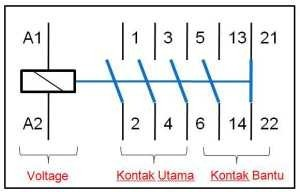 A1 1 3 5 13 21
A2 2 4 6 14 22
Voltage Kontak Utama Kontak Bantu